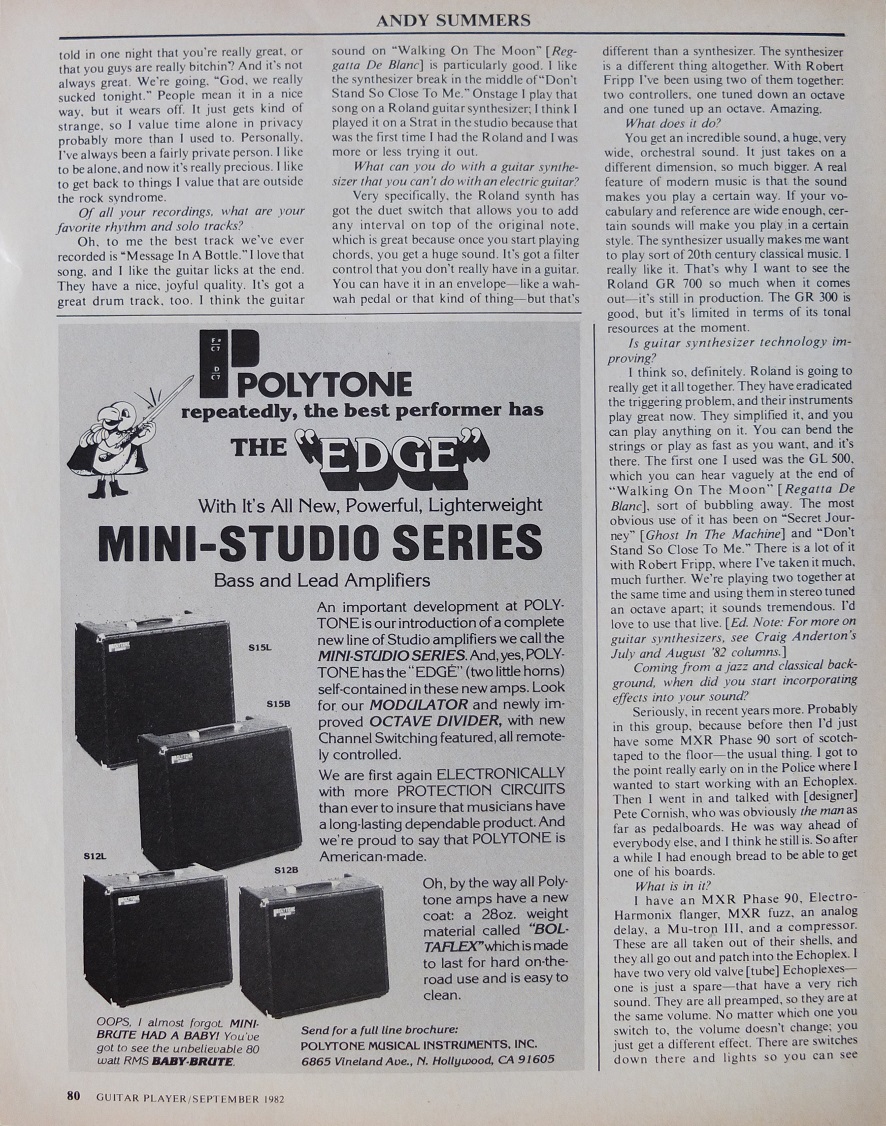 ANDY SUMMERS
told in one night that you're really great, or
that you guys are really bitchin'? And it's not
always great. We're going, "God, we really
sucked tonight." People mean it in a nice
way, but it wears off. It just gets kind of
strange, so I value time alone in privacy
probably more than I used to. Personally,
I've always been a fairly private person. I like
to be alone, and now it's really precious. I like
to get back to things I value that are outside
the rock syndrome.
Of all your recordings, what are your
favorite rhythm and solo tracks?
Oh, to me the best track we've ever
recorded is "Message In A Bottle." I love that
song, and I like the guitar licks at the end.
They have a nice, joyful quality. It's got a
great drum track, too. I think the guitar
sound on "Walking On The Moon" [Reg-
gatta De Blanc] is particularly good. I like
the synthesizer break in the middle of "Don't
Stand So Close To Me." Onstage I play that
song on a Roland guitar synthesizer; I think I
played it on a Strat in the studio because that
was the first time I had the Roland and I was
more or less trying it out.
What can you do with a guitar synthe-
sizer that you can't do with an electric guitar?
Very specifically, the Roland synth has
got the duet switch that allows you to add
any interval on top of the original note,
which is great because once you start playing
chords, you get a huge sound. It's got a filter
control that you don't really have in a guitar.
You can have it in an envelope—like a wah-
wah pedal or that kind of thing—but that's
different than a synthesizer. The synthesizer
is a different thing altogether. With Robert
Fripp I've been using two of them together:
two controllers, one tuned down an octave
and one tuned up an octave. Amazing.
What does it do?
You get an incredible sound, a huge, very
wide, orchestral sound. It just takes on a
different dimension, so much bigger. A real
feature of modern music is that the sound
makes you play a certain way. If your vo-
cabulary and reference are wide enough, cer-
tain sounds will make you play in a certain
style. The synthesizer usually makes me want
to play sort of 20th century classical music. I
really like it. That's why I want to see the
Roland GR 700 so much when it comes
out—it's still in production. The GR 300 is
good, but it's limited in terms of its tonal
resources at the moment.
Is guitar synthesizer technology im-
proving?
I think so, definitely. Roland is going to
really get it all together. They have eradicated
the triggering problem, and their instruments
play great now. They simplified it, and you
can play anything on it. You can bend the
strings or play as fast as you want, and it's
there. The first one I used was the GL 500,
which you can hear vaguely at the end of
"Walking On The Moon" [Regatta De
Blanc], sort of bubbling away. The most
obvious use of it has been on "Secret Jour-
ney" [Ghost In The Machine] and "Don't
Stand So Close To Me." There is a lot of it
with Robert Fripp, where I've taken it much,
much further. We're playing two together at
the same time and using them in stereo tuned
an octave apart; it sounds tremendous. I'd
love to use that live. [Ed. Note: For more on
guitar synthesizers, see Craig Anderton's
July and August '82 columns.]
Coming from a jazz and classical back-
ground, when did you start incorporating
effects into your sound?
Seriously, in recent years more. Probably
in this group, because before then I'd just
have some MXR Phase 90 sort of scotch-
taped to the floor—the usual thing. I got to
the point really early on in the Police where I
wanted to start working with an Echoplex.
Then I went in and talked with [designer]
Pete Cornish, who was obviously the man as
far as pedalboards. He was way ahead of
everybody else, and I think he still is. So after
a while I had enough bread to be able to get
one of his boards.
What is in it?
I have an MXR Phase 90, Electro-
Harmonix flanger, MXR fuzz, an analog
delay, a Mu-tron III, and a compressor.
These are all taken out of their shells, and
they all go out and patch into the Echoplex. I
have two very old valve [tube] Echoplexes—
one is just a spare—that have a very rich
sound. They are all preamped, so they are at
the same volume. No matter which one you
switch to, the volume doesn't change; you
just get a different effect. There are switches
down there and lights so you can see
POLYTONE
repeatedly, the best performer has
THE "EDGE"
With It's All New, Powerful, Lighterweight
MINI-STUDIO SERIES
Bass and Lead Amplifiers
S15L
S15B
S12L
S12B
An important development at POLY-
TONE is our introduction of a complete
new line of Studio amplifiers we call the
MINI-STUDIO SERIES. And, yes, POLY-
TONE has the "EDGE" (two little horns)
self-contained in these new amps. Look
for our MODULATOR and newly im-
proved OCTAVE DIVIDER, with new
Channel Switching featured, all remote-
ly controlled.
We are first again ELECTRONICALLY
with more PROTECTION CIRCUITS
than ever to insure that musicians have
a long-lasting dependable product. And
we're proud to say that POLYTONE is
American-made.
Oh, by the way all Poly-
tone amps have a new
coat: a 28oz. weight
material called "BOL-
TAFLEX" which is made
to last for hard on-the-
road use and is easy to
clean.
OOPS, I almost forgot. MINI-
BRUTE HAD A BABY! You've
got to see the unbelievable 80
watt RMS BABY-BRUTE.
Send for a full line brochure:
POLYTONE MUSICAL INSTRUMENTS, INC.
6865 Vineland Ave., N. Hollywood, CA 91605
80 GUITAR PLAYER/SEPTEMBER 1982